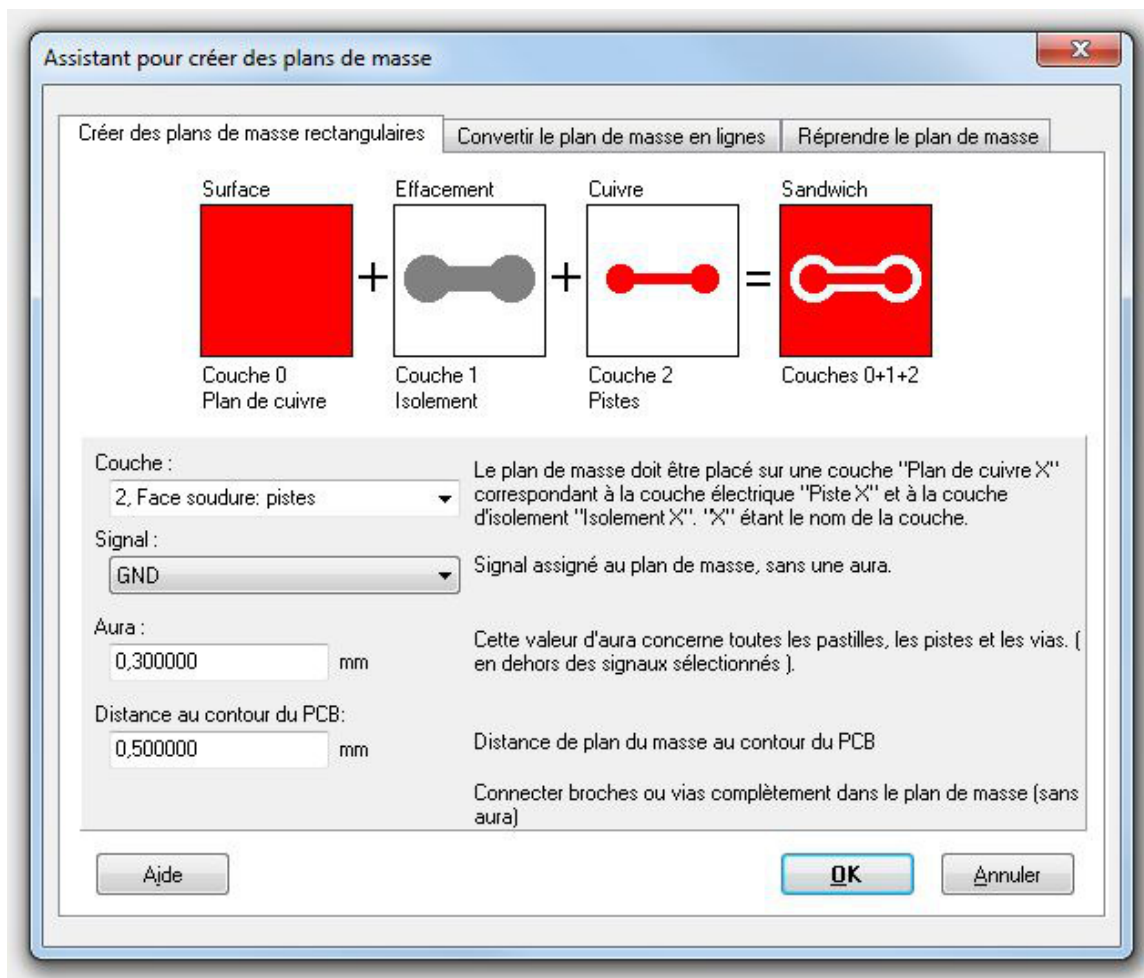 Assistant pour créer des plans de masse
X
Créer des plans de masse rectangulaires
Convertir le plan de masse en lignes
Réprendre le plan de masse
Surface
Effacement
Cuivre
Sandwich
+
+
=
Couche 0
Plan de cuivre
Couche 1
Isolement
Couche 2
Pistes
Couches 0+1+2
Couche :
2, Face soudure: pistes
Le plan de masse doit être placé sur une couche "Plan de cuivre X"
correspondant à la couche électrique "Piste X" et à la couche
d'isolement "Isolement X". "X" étant le nom de la couche.
Signal :
GND
Signal assigné au plan de masse, sans une aura.
Aura :
0,300000 mm
Cette valeur d'aura concerne toutes les pastilles, les pistes et les vias. (
en dehors des signaux sélectionnés ).
Distance au contour du PCB:
0,500000 mm
Distance de plan du masse au contour du PCB
Connecter broches ou vias complètement dans le plan de masse (sans
aura)
Aide
OK
Annuler